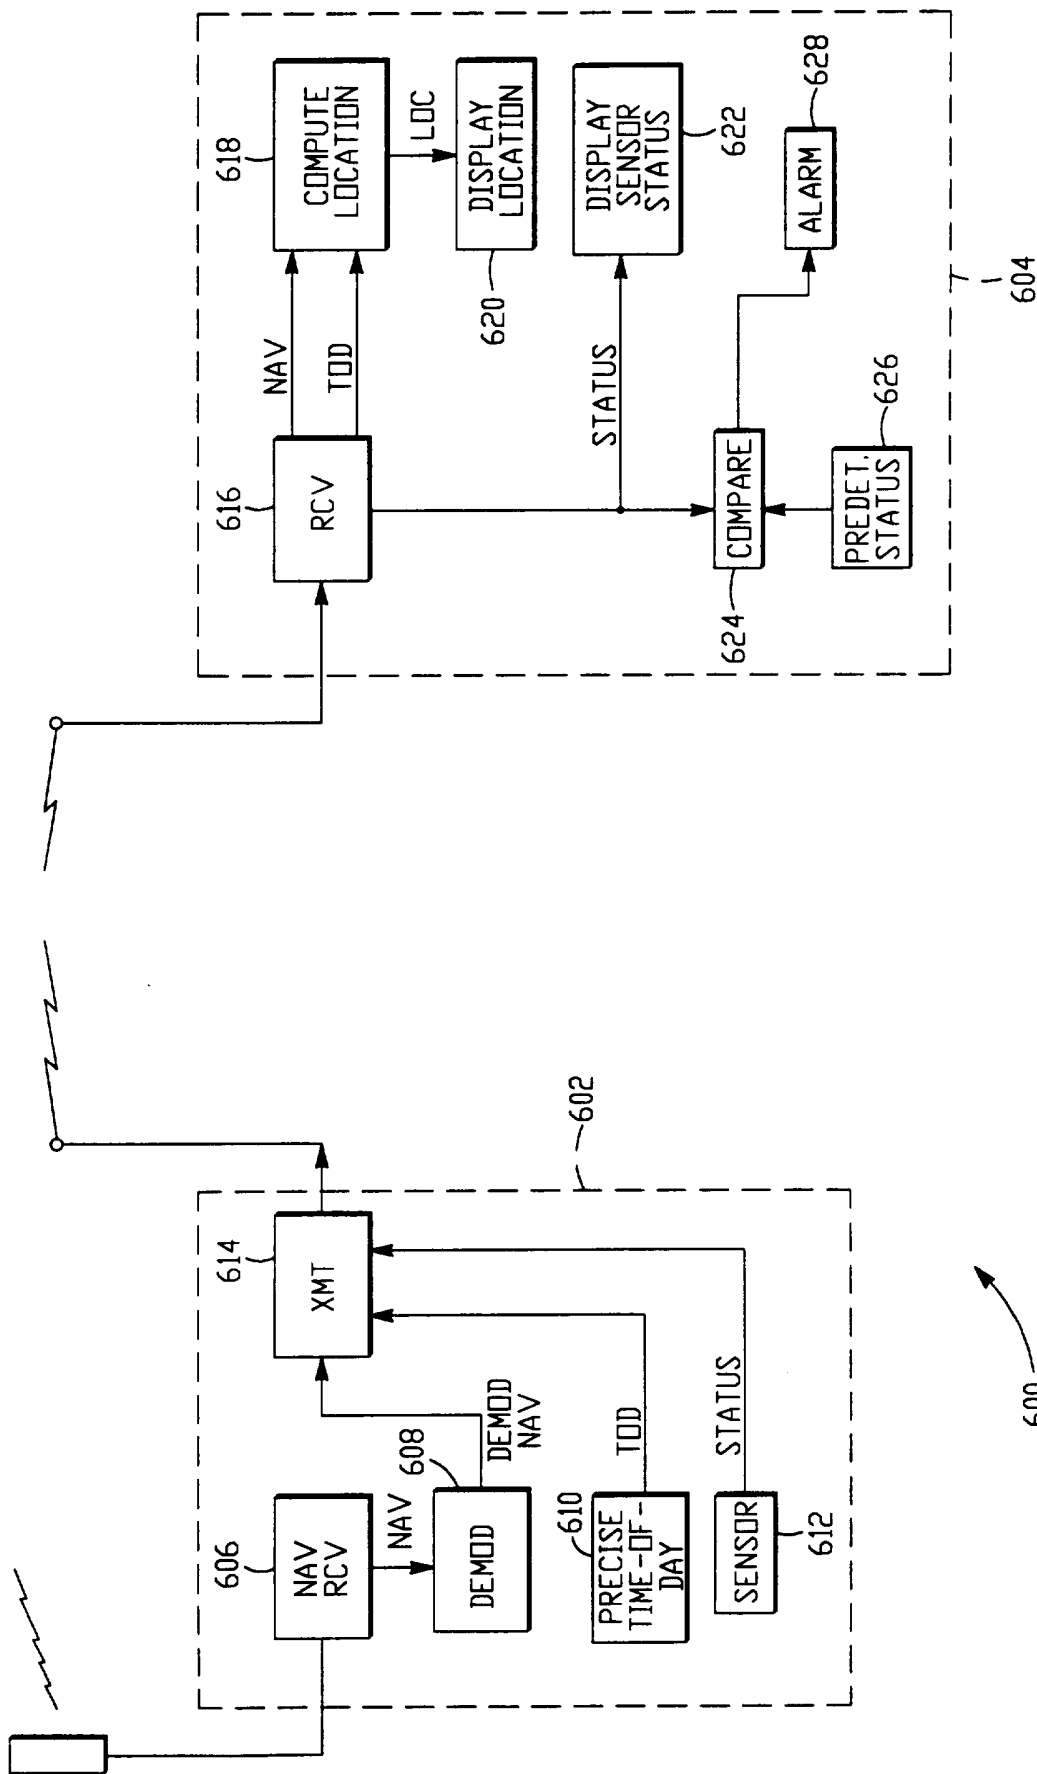 606
NAV
RCV
NAV
608
DEMOD
DEMOD
NAV
610
PRECISE
TIME-OF-
DAY
TOD
SENSOR
612
STATUS
614
XMT
602
600
616
RCV
NAV
TOD
618
COMPUTE
LOCATION
LOC
DISPLAY
LOCATION
620
STATUS
DISPLAY
SENSOR
STATUS
622
COMPARE
624
PREDET.
STATUS
626
ALARM
628
604